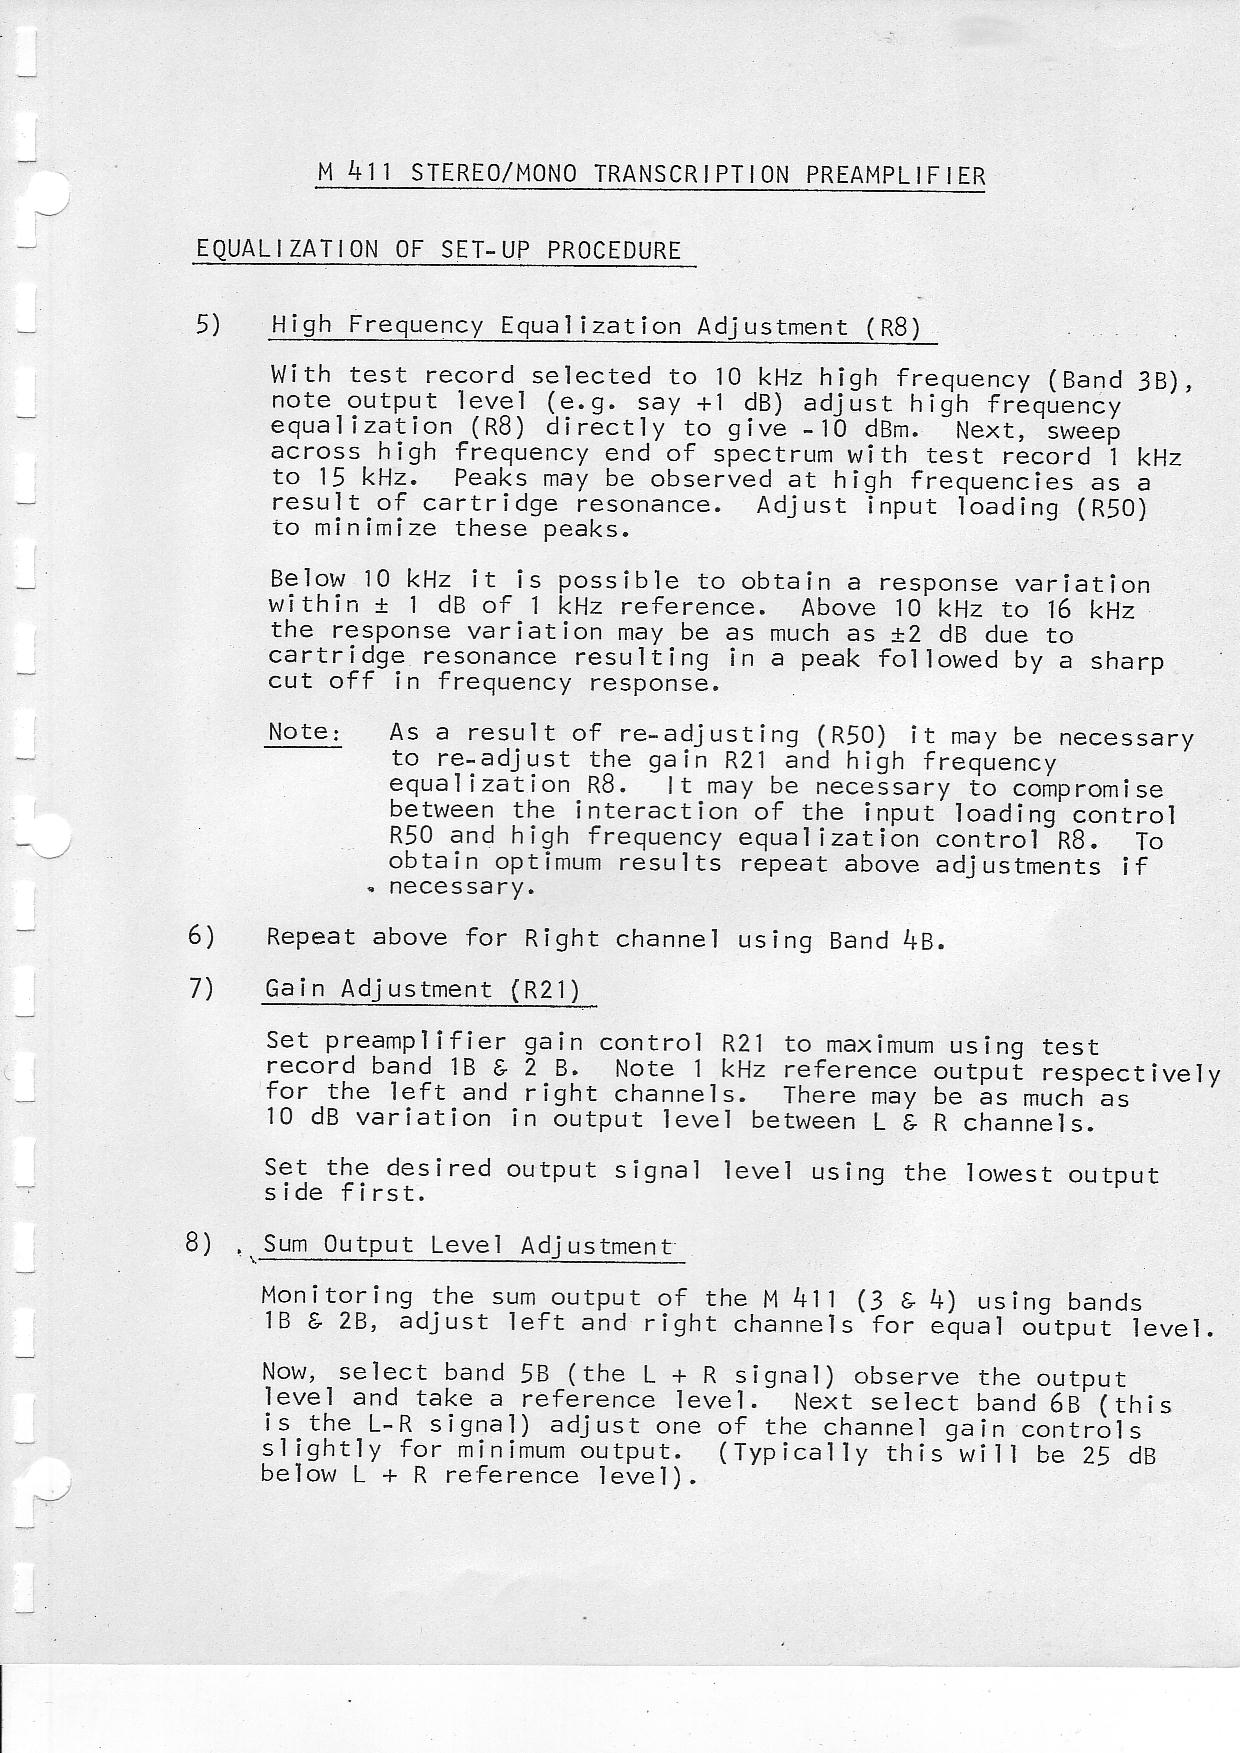 M 411 STEREO/MONO TRANSCRIPTION PREAMPLIFIER
EQUALIZATION OF SET-UP PROCEDURE
5) High Frequency Equalization Adjustment (R8)
With test record selected to 10 kHz high frequency (Band 3B),
note output level (e.g. say +1 dB) adjust high frequency
equalization (R8) directly to give -10 dBm. Next, sweep
across high frequency end of spectrum with test record 1 kHz
to 15 kHz. Peaks may be observed at high frequencies as a
result of cartridge resonance. Adjust input loading (R50)
to minimize these peaks.
Below 10 kHz it is possible to obtain a response variation
within ± 1 dB of 1 kHz reference. Above 10 kHz to 16 kHz
the response variation may be as much as ±2 dB due to
cartridge resonance resulting in a peak followed by a sharp
cut off in frequency response.
Note: As a result of re-adjusting (R50) it may be necessary
to re-adjust the gain R21 and high frequency
equalization R8. It may be necessary to compromise
between the interaction of the input loading control
R50 and high frequency equalization control R8. To
obtain optimum results repeat above adjustments if
necessary.
6) Repeat above for Right channel using Band 4B.
7) Gain Adjustment (R21)
Set preamplifier gain control R21 to maximum using test
record band 1B & 2 B. Note 1 kHz reference output respectively
for the left and right channels. There may be as much as
10 dB variation in output level between L & R channels.
Set the desired output signal level using the lowest output
side first.
8) Sum Output Level Adjustment
Monitoring the sum output of the M 411 (3 & 4) using bands
1B & 2B, adjust left and right channels for equal output level.
Now, select band 5B (the L + R signal) observe the output
level and take a reference level. Next select band 6B (this
is the L-R signal) adjust one of the channel gain controls
slightly for minimum output. (Typically this will be 25 dB
below L + R reference level).